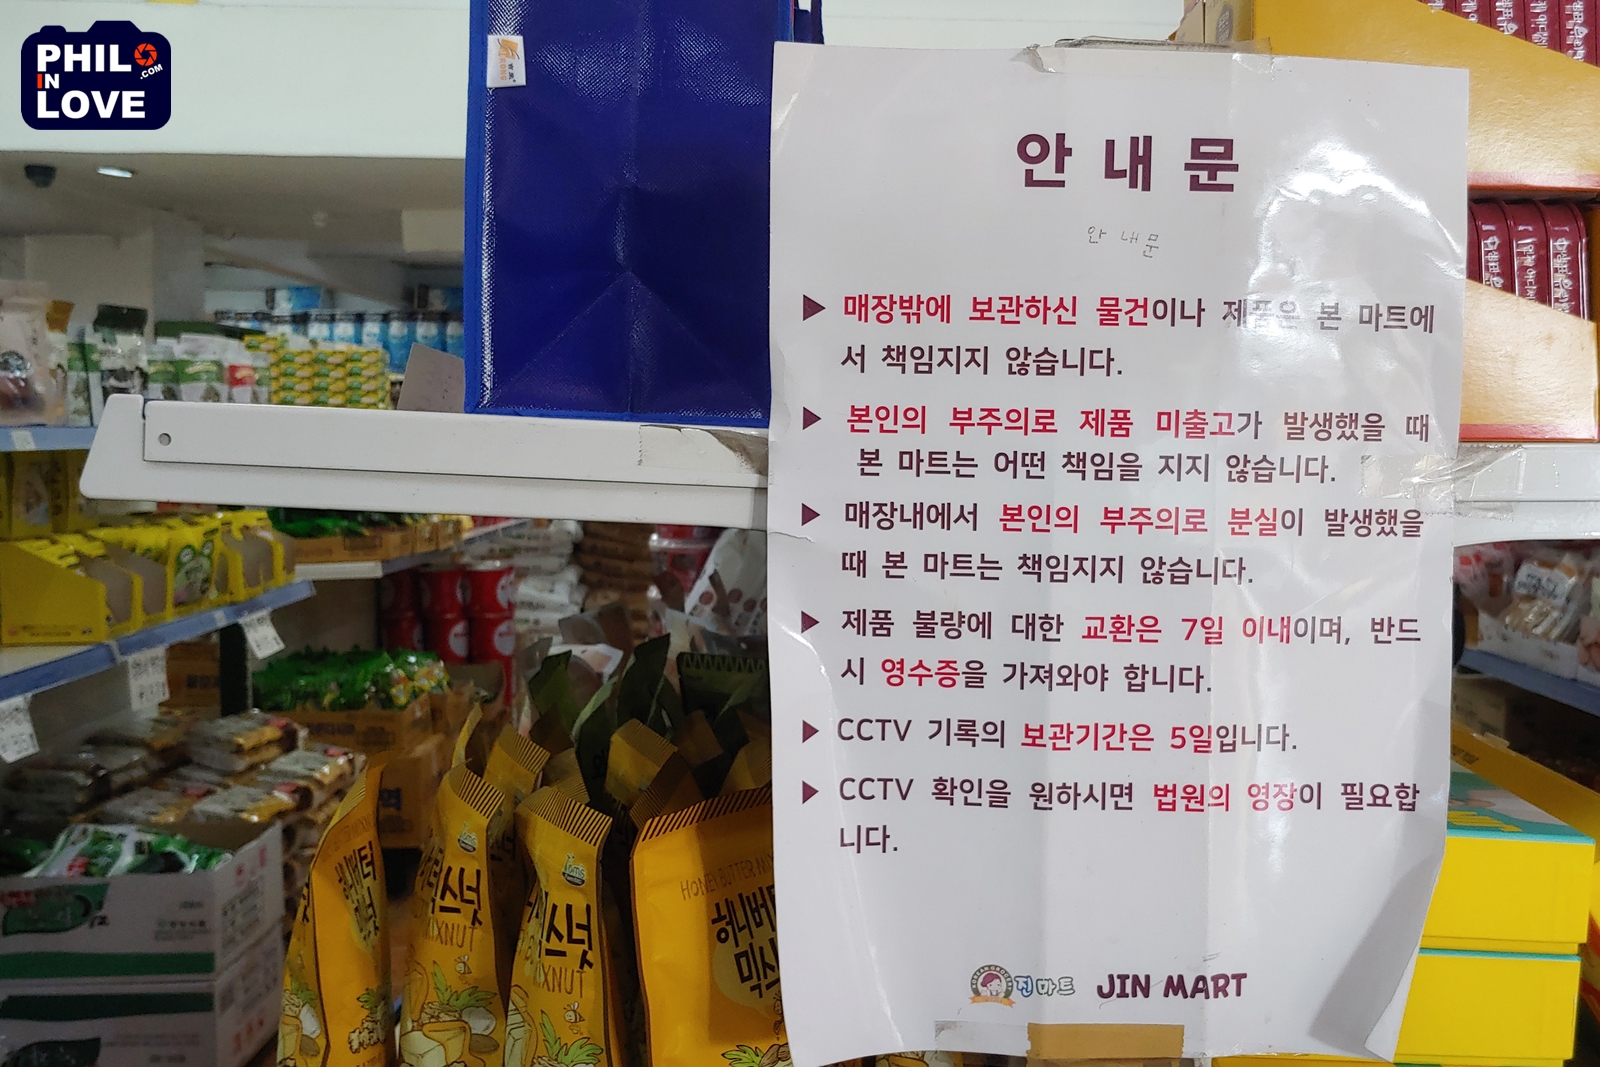 PHIL
IN
.COM
LOVE
안내문
안내문
▶ 매장밖에 보관하신 물건이나 제품은 본 마트에
서 책임지지 않습니다.
▶ 본인의 부주의로 제품 미출고가 발생했을 때
본 마트는 어떤 책임을 지지 않습니다.
▶ 매장내에서 본인의 부주의로 분실이 발생했을
때 본 마트는 책임지지 않습니다.
▶ 제품 불량에 대한 교환은 7일 이내이며, 반드
시 영수증을 가져와야 합니다.
▶ CCTV 기록의 보관기간은 5일입니다.
▶ CCTV 확인을 원하시면 법원의 영장이 필요합
니다.
진마트 JIN MART
허니버터
믹스넛
MIXNUT